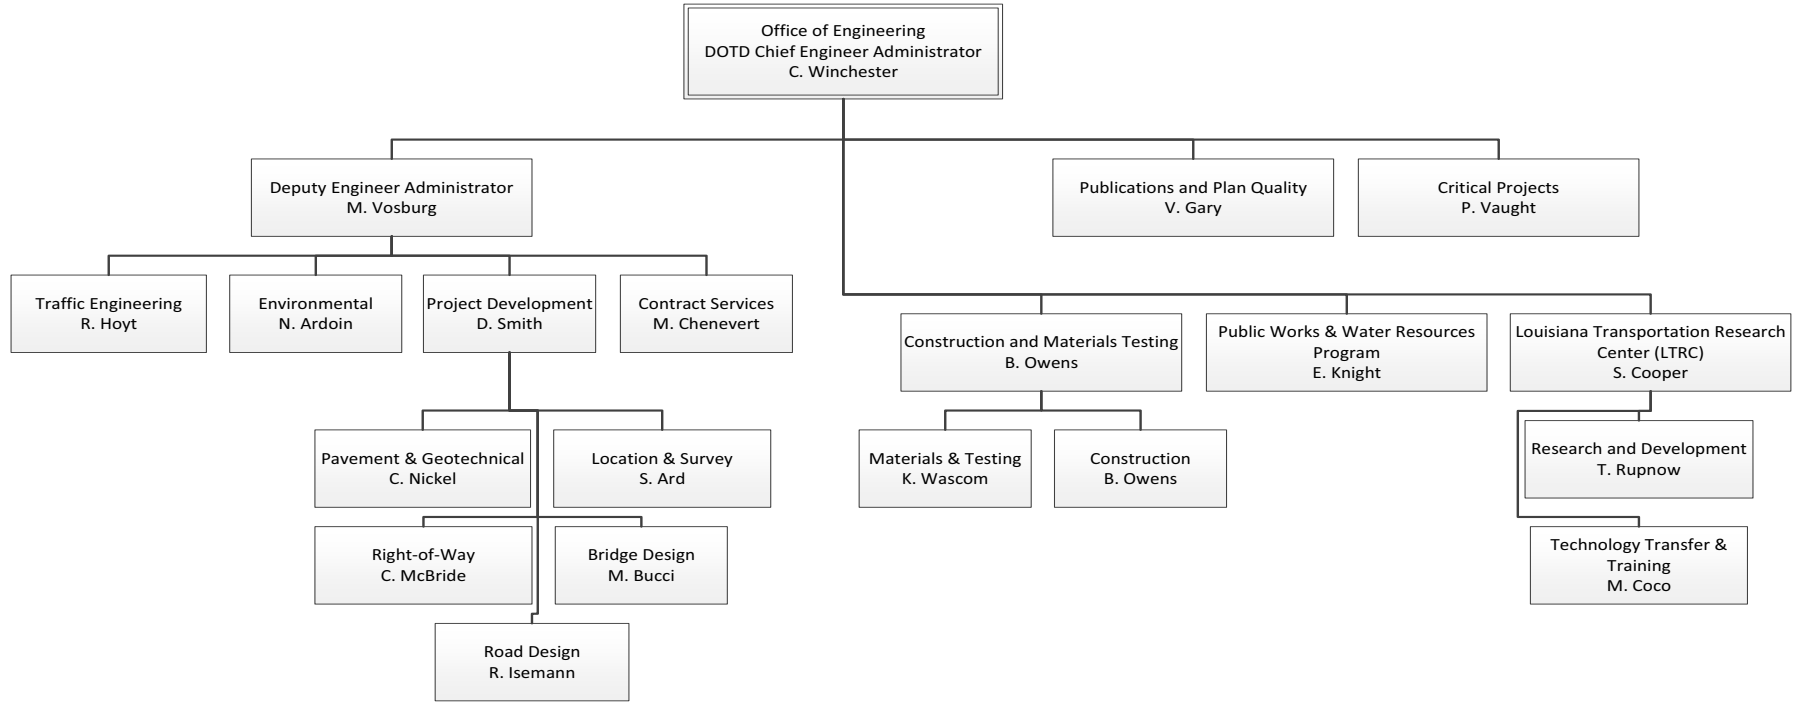 Office of Engineering
DOTD Chief Engineer Administrator
C. Winchester
Deputy Engineer Administrator
M. Vosburg
Publications and Plan Quality
V. Gary
Critical Projects
P. Vaught
Traffic Engineering
R. Hoyt
Environmental
N. Ardoin
Project Development
D. Smith
Contract Services
M. Chenevert
Construction and Materials Testing
B. Owens
Public Works & Water Resources
Program
E. Knight
Louisiana Transportation Research
Center (LTRC)
S. Cooper
Pavement & Geotechnical
C. Nickel
Location & Survey
S. Ard
Materials & Testing
K. Wascom
Construction
B. Owens
Research and Development
T. Rupnow
Right-of-Way
C. McBride
Bridge Design
M. Bucci
Technology Transfer &
Training
M. Coco
Road Design
R. Isemann